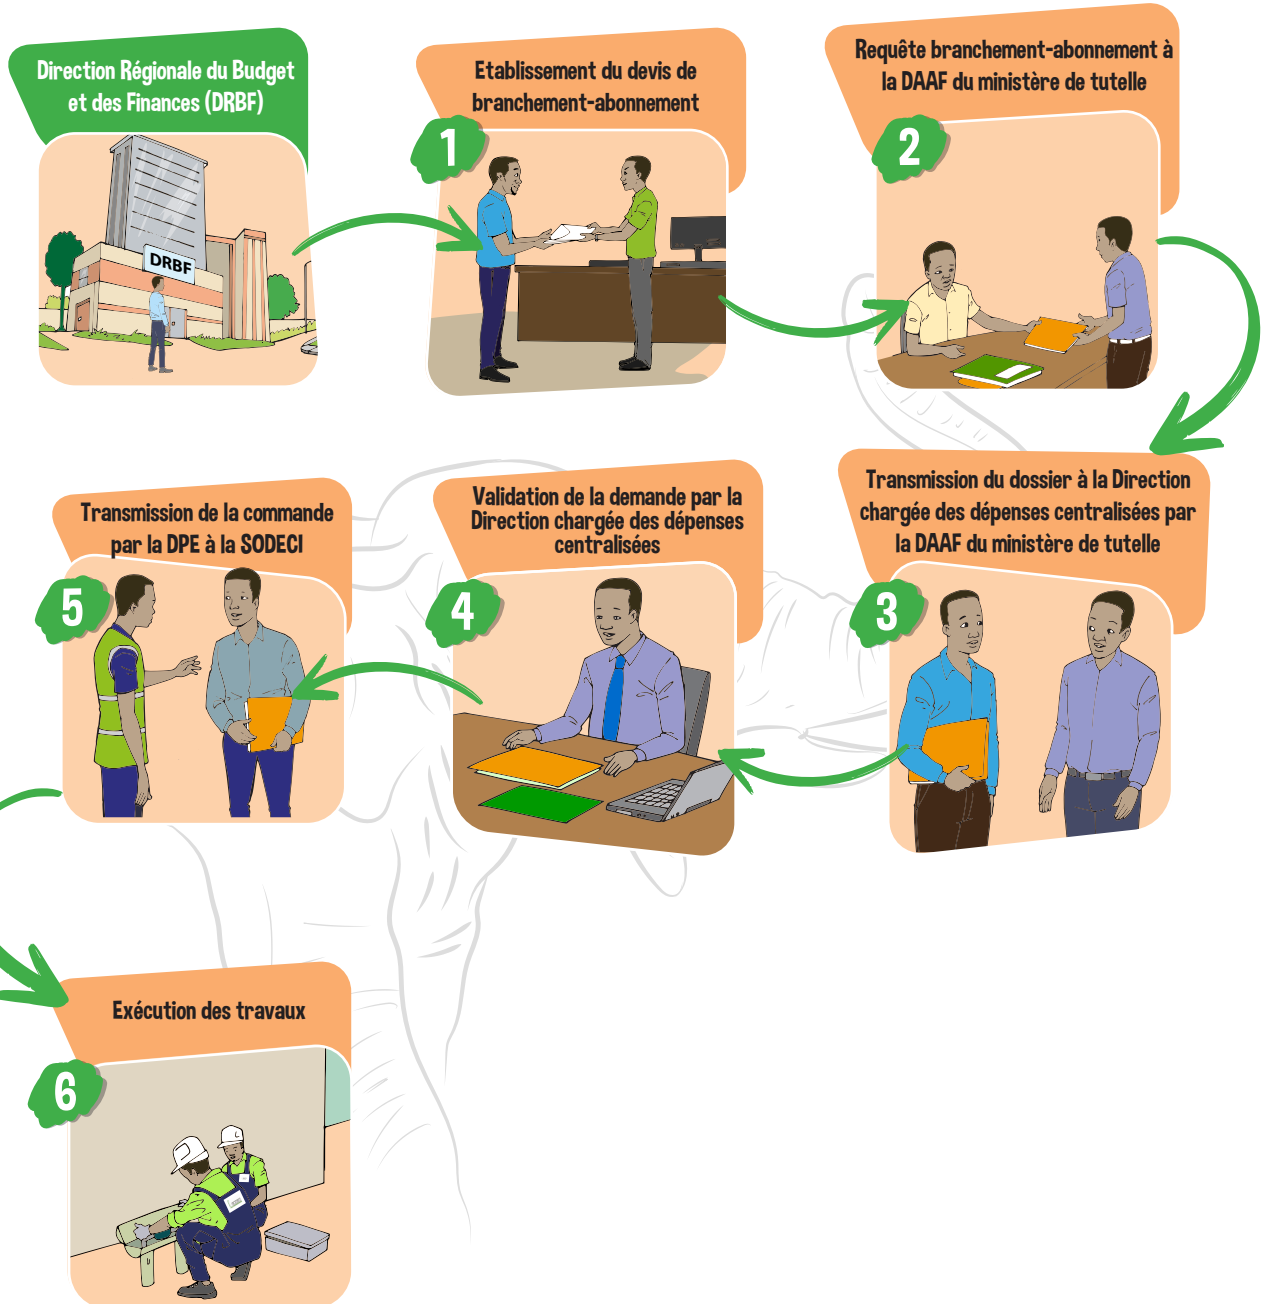 Direction Régionale du Budget
et des Finances (DRBF)
DRBF
Etablissement du devis de
branchement-abonnement
1
Requête branchement-abonnement à
la DAAF du ministère de tutelle
2
Transmission du dossier à la Direction
chargée des dépenses centralisées par
la DAAF du ministère de tutelle
3
Validation de la demande par la
Direction chargée des dépenses
centralisées
4
Transmission de la commande
par la DPE à la SODECI
5
Exécution des travaux
6